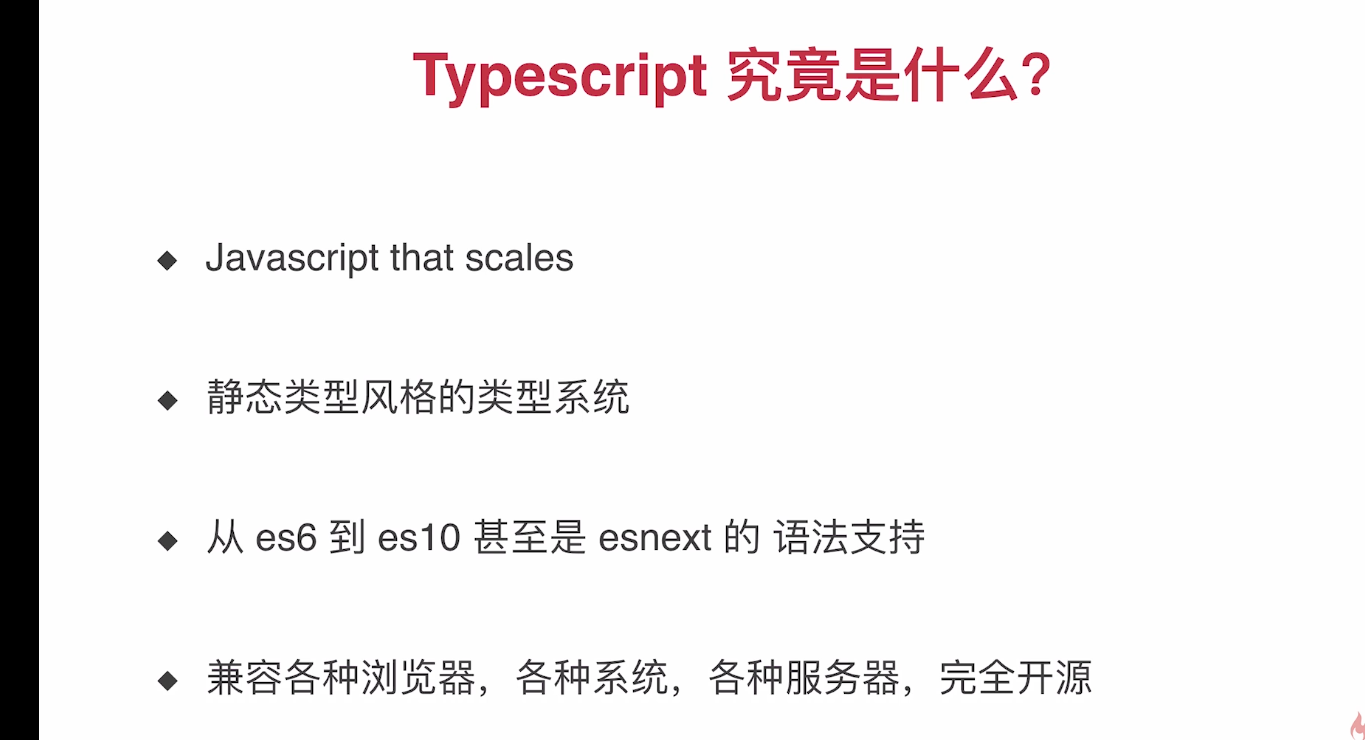 Typescript 究竟是什么?
Javascript that scales
静态类型风格的类型系统
从 es6 到 es10 甚至是 esnext 的 语法支持
兼容各种浏览器，各种系统，各种服务器，完全开源